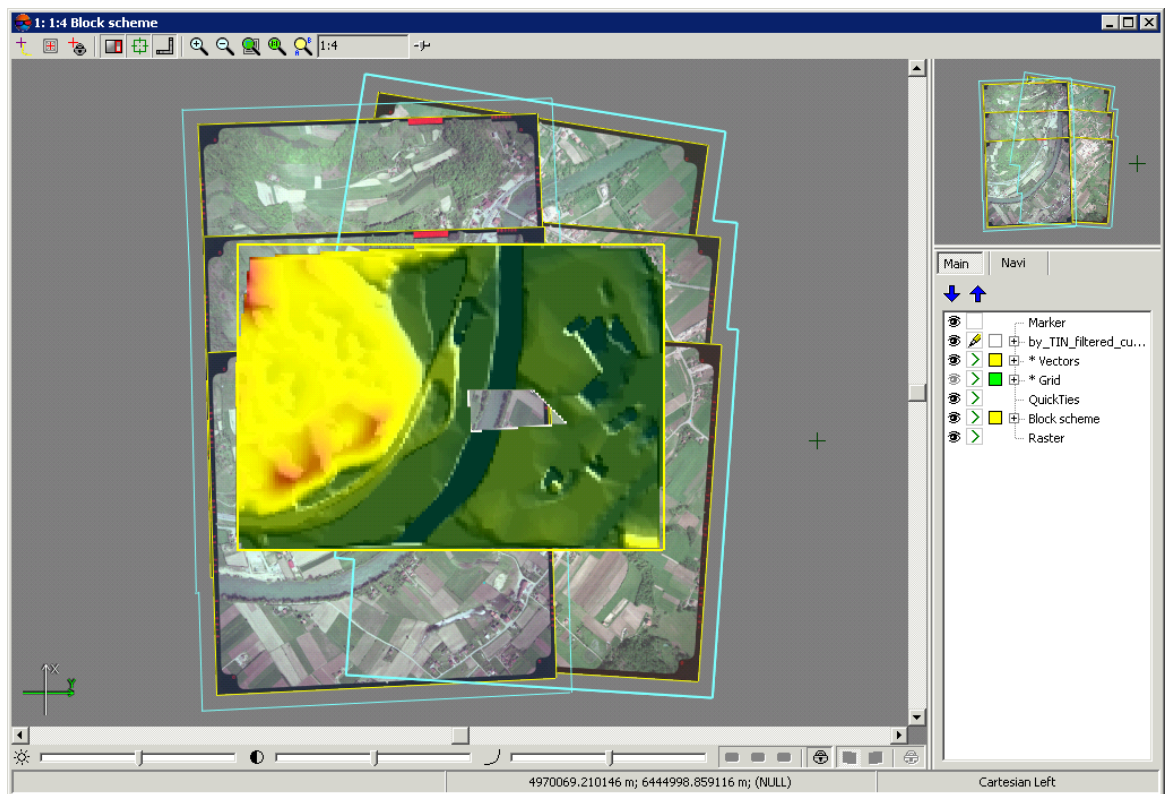 1: 1:4 Block scheme
1:4
Main Navi
Marker
by_TIN_filtered_cu...
* Vectors
* Grid
QuickTies
Block scheme
Raster
X
Y
4970069.210146 m; 6444998.859116 m; (NULL)
Cartesian Left